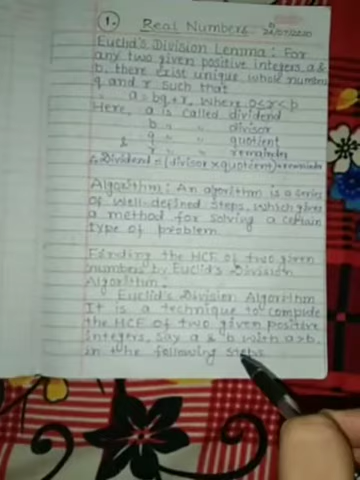 1. Real Numbers.
Euclid's Division Lemma: For
any two given positive integers a &
b, there exist unique whole numbers
q and r such that
a = bq + r, where 0 ≤ r < b
Here, a is called dividend
b " " divisor
q " " quotient
& r " " remainder
Dividend = (divisor × quotient) + remainder
Algorithm: An agorithm is a series
of well-defined steps, which gives
a method for solving a certain
type of problem.
Finding the HCF of two given
numbers by Euclid's Division
Algorithm:
Euclid's Division Algorithm
It is a technique to compute
the HCF of two given positive
integers, say a & b with a > b,
in the following steps